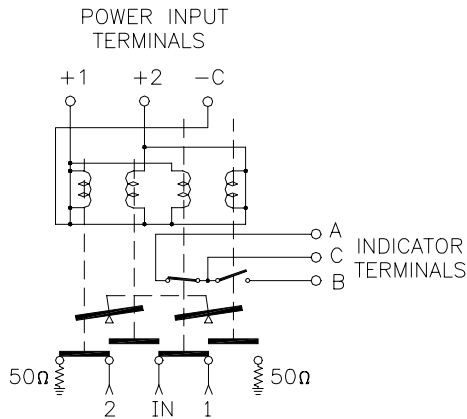 POWER INPUT
TERMINALS
+1 +2 -C
A
C
B
INDICATOR
TERMINALS
50Ω
50Ω
2 IN 1